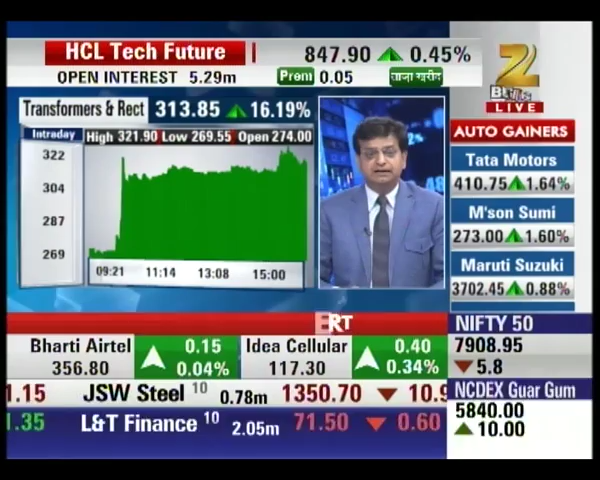 HCL Tech Future 847.90 0.45%
OPEN INTEREST 5.29m Prem 0.05 ताज़ा खरीद
LIVE
Transformers & Rect 313.85 16.19%
Intraday High 321.90 Low 269.55 Open 274.00
322
304
287
269
09:21 11:14 13:08 15:00
AUTO GAINERS
Tata Motors
410.75 1.64%
M'son Sumi
273.00 1.60%
Maruti Suzuki
3702.45 0.88%
RT
Bharti Airtel 0.15
356.80 0.04%
Idea Cellular 0.40
117.30 0.34%
NIFTY 50
7908.95
5.8
NCDEX Guar Gum
5840.00
10.00
1.15 JSW Steel 10 0.78m 1350.70 10.9
1.35 L&T Finance 10 2.05m 71.50 0.60